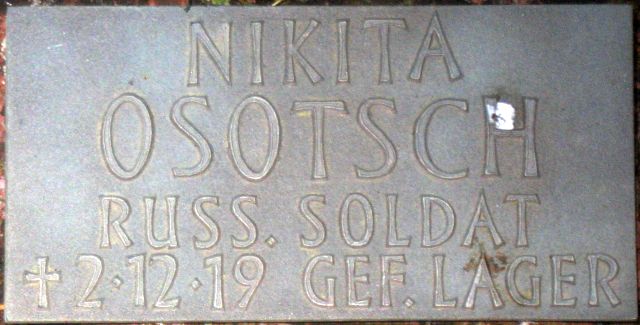 NIKITA
OSOTSCH
RUSS. SOLDAT
† 2·12·19 GEF. LAGER